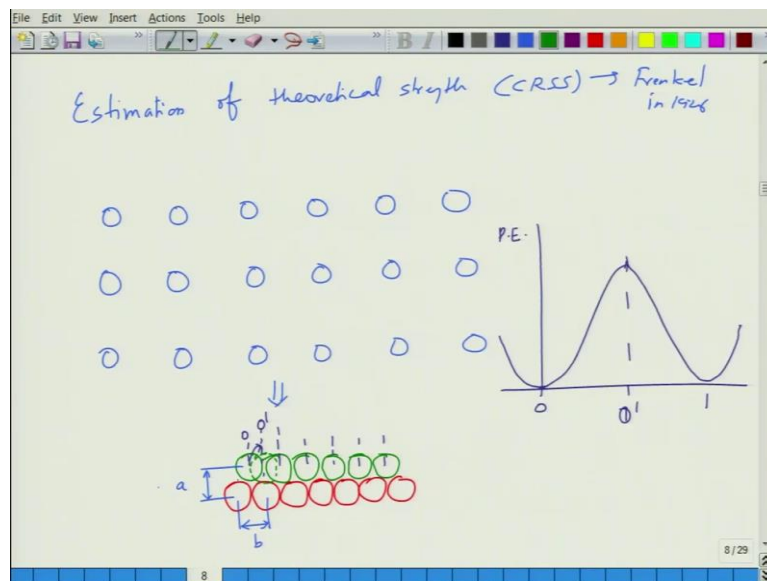 File Edit View Insert Actions Tools Help
Estimation of theoretical strength (CRSS) → Frenkel
in 1926
P.E.
0 0' 1
0 0' 1
a
b
8/29
8